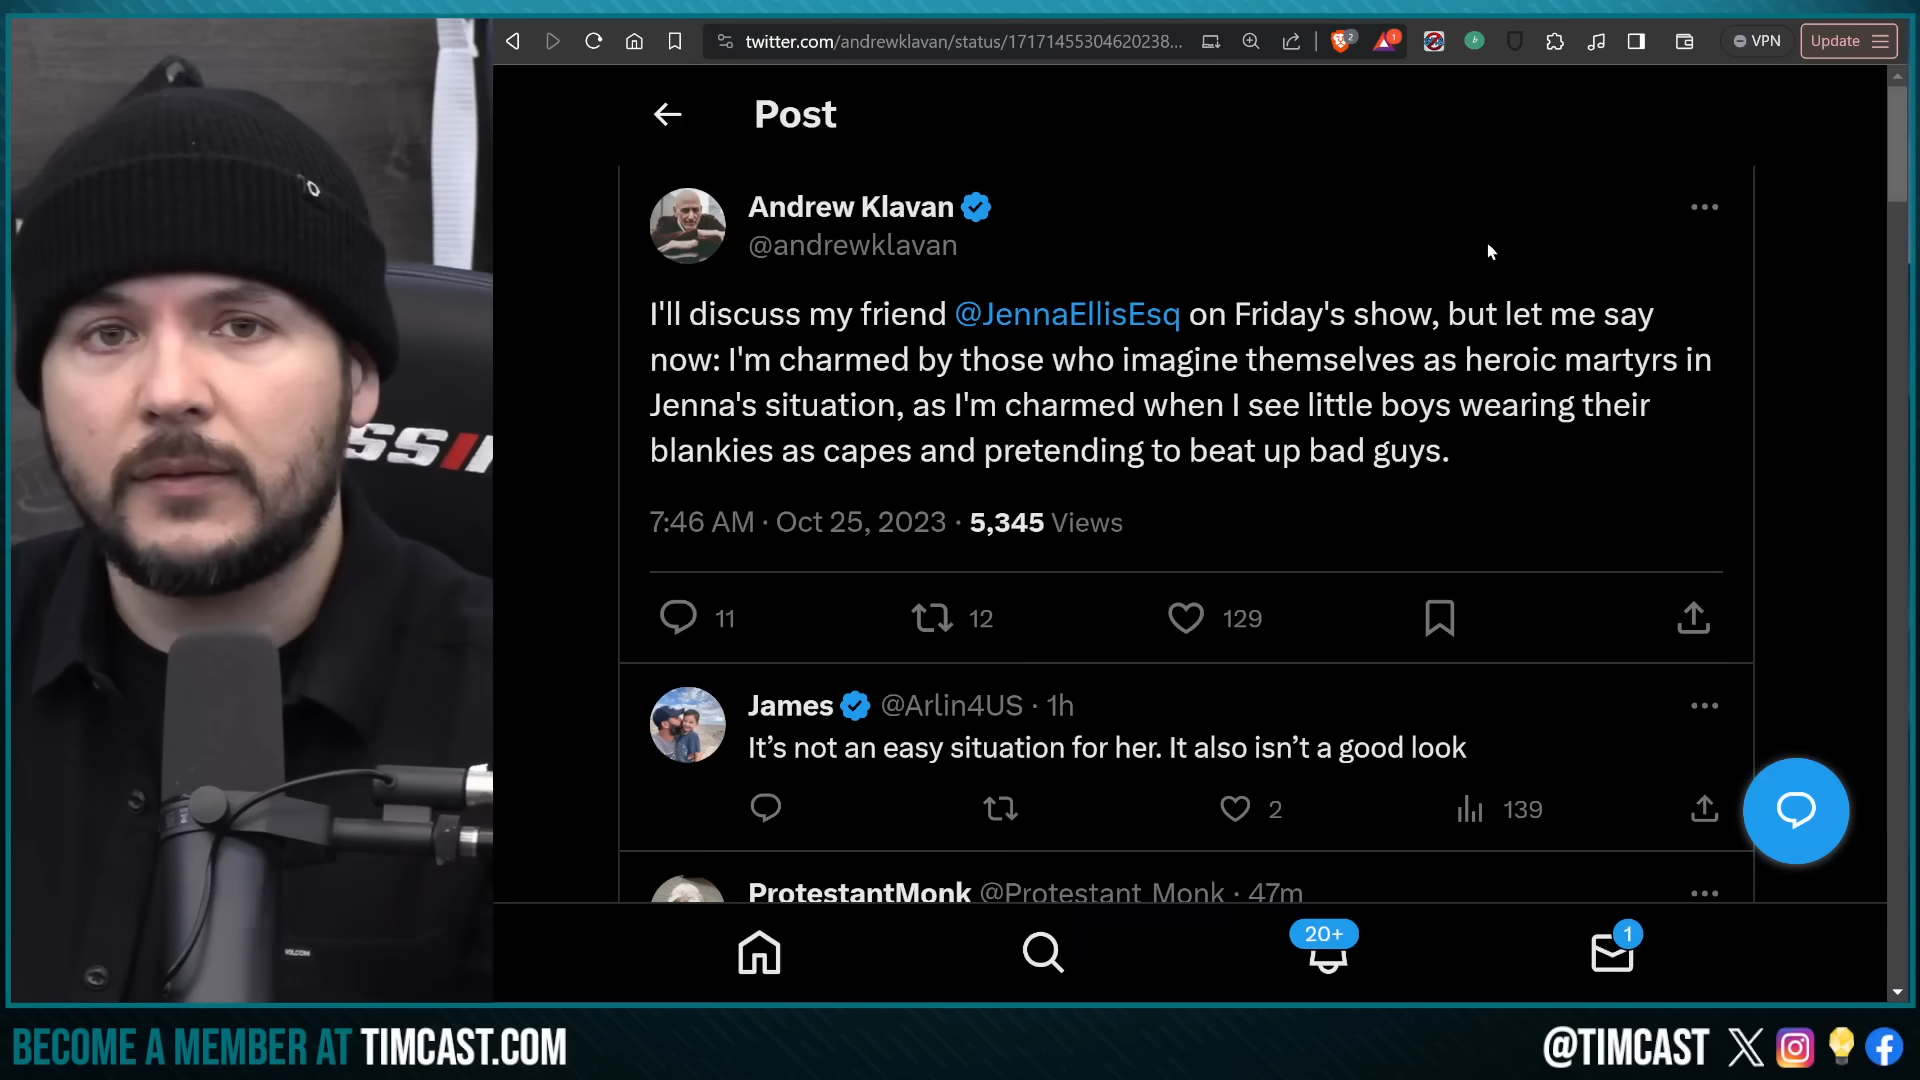 twitter.com/andrewklavan/status/17171455304620238...
2
1
VPN
Update
Post
Andrew Klavan
@andrewklavan
I'll discuss my friend @JennaEllisEsq on Friday's show, but let me say
now: I'm charmed by those who imagine themselves as heroic martyrs in
Jenna's situation, as I'm charmed when I see little boys wearing their
blankies as capes and pretending to beat up bad guys.
7:46 AM · Oct 25, 2023 · 5,345 Views
11
12
129
James @Arlin4US · 1h
It’s not an easy situation for her. It also isn’t a good look
2
139
ProtestantMonk @Protestant_Monk · 47m
20+
1
VOLCOM
BECOME A MEMBER AT TIMCAST.COM
@TIMCAST